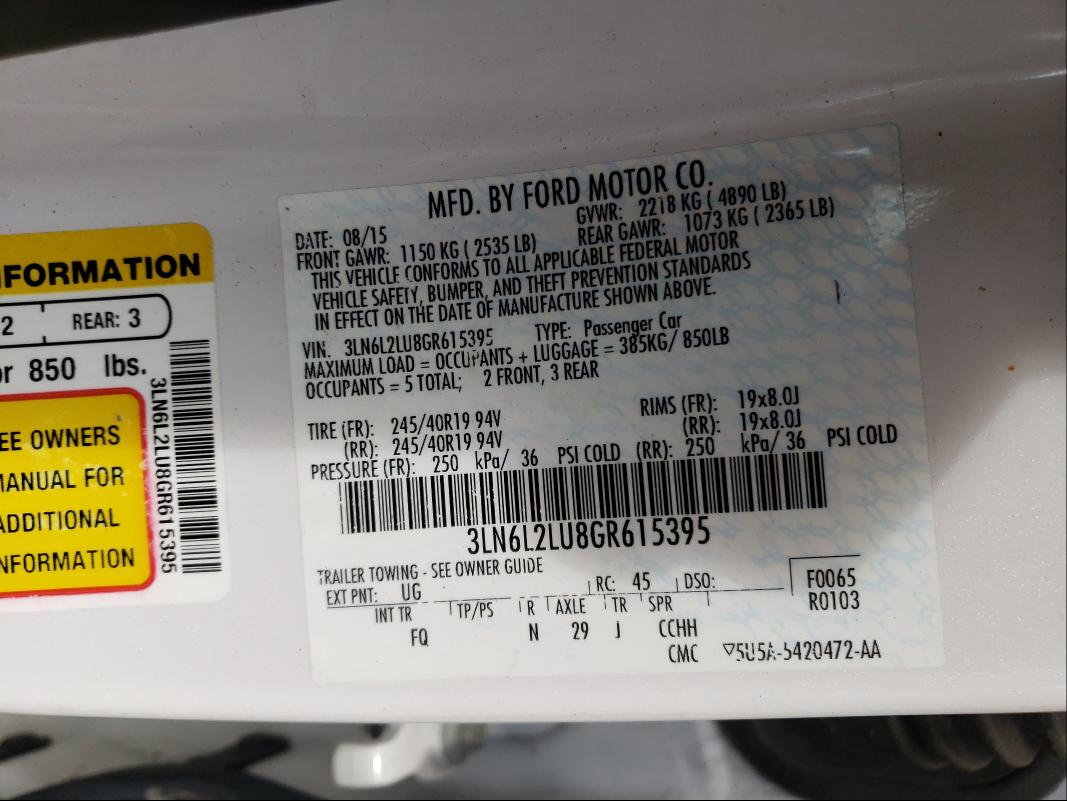 NFORMATION
2 REAR: 3
or 850 lbs.
EE OWNERS
MANUAL FOR
ADDITIONAL
NFORMATION
3LN6L2LU8GR615395
MFD. BY FORD MOTOR CO.
DATE: 08/15 GVWR: 2218 KG ( 4890 LB)
FRONT GAWR: 1150 KG ( 2535 LB) REAR GAWR: 1073 KG ( 2365 LB)
THIS VEHICLE CONFORMS TO ALL APPLICABLE FEDERAL MOTOR
VEHICLE SAFETY, BUMPER, AND THEFT PREVENTION STANDARDS
IN EFFECT ON THE DATE OF MANUFACTURE SHOWN ABOVE.
VIN: 3LN6L2LU8GR615395 TYPE: Passenger Car
MAXIMUM LOAD = OCCUPANTS + LUGGAGE = 385KG/ 850LB
OCCUPANTS = 5 TOTAL; 2 FRONT, 3 REAR
TIRE (FR): 245/40R19 94V RIMS (FR): 19x8.0J
(RR): 245/40R19 94V (RR): 19x8.0J
PRESSURE (FR): 250 kPa/ 36 PSI COLD (RR): 250 kPa/ 36 PSI COLD
3LN6L2LU8GR615395
TRAILER TOWING - SEE OWNER GUIDE
EXT PNT: UG RC: 45 DSO: F0065
R0103
INT TR TP/PS R AXLE TR SPR
FQ N 29 J CCHH
CMC ▽5U5A-5420472-AA